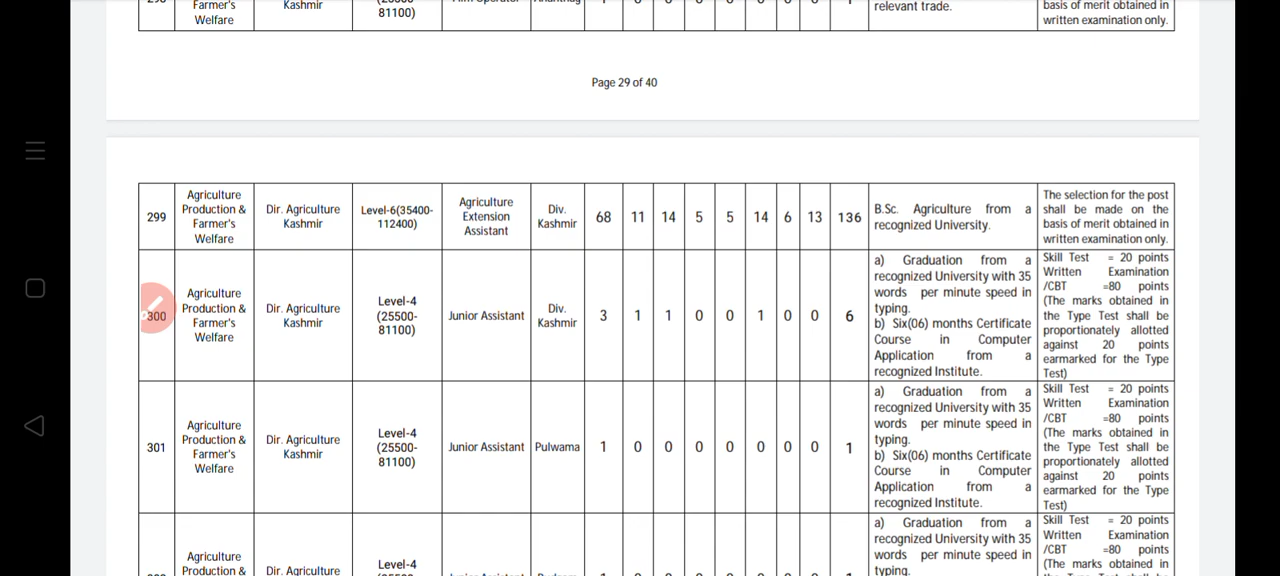 Kashmir
81100)
Farmer's
Welfare
relevant trade.
basis of merit obtained in
written examination only.
Page 29 of 40
299
Agriculture
Production &
Farmer's
Welfare
Dir. Agriculture
Kashmir
Level-6(35400-
112400)
Agriculture
Extension
Assistant
Div.
Kashmir
68 11 14 5 5 14 6 13 136
B.Sc. Agriculture from a
recognized University.
The selection for the post
shall be made on the
basis of merit obtained in
written examination only.
300
Agriculture
Production &
Farmer's
Welfare
Dir. Agriculture
Kashmir
Level-4
(25500-
81100)
Junior Assistant
Div.
Kashmir
3 1 1 0 0 1 0 0 6
a) Graduation from a
recognized University with 35
words per minute speed in
typing.
b) Six(06) months Certificate
Course in Computer
Application from a
recognized Institute.
Skill Test = 20 points
Written Examination
/CBT =80 points
(The marks obtained in
the Type Test shall be
proportionately allotted
against 20 points
earmarked for the Type
Test)
301
Agriculture
Production &
Farmer's
Welfare
Dir. Agriculture
Kashmir
Level-4
(25500-
81100)
Junior Assistant
Pulwama
1 0 0 0 0 0 0 0 1
a) Graduation from a
recognized University with 35
words per minute speed in
typing.
b) Six(06) months Certificate
Course in Computer
Application from a
recognized Institute.
Skill Test = 20 points
Written Examination
/CBT =80 points
(The marks obtained in
the Type Test shall be
proportionately allotted
against 20 points
earmarked for the Type
Test)
Agriculture
Production &
Dir. Agriculture
Level-4
a) Graduation from a
recognized University with 35
words per minute speed in
typing.
Skill Test = 20 points
Written Examination
/CBT =80 points
(The marks obtained in